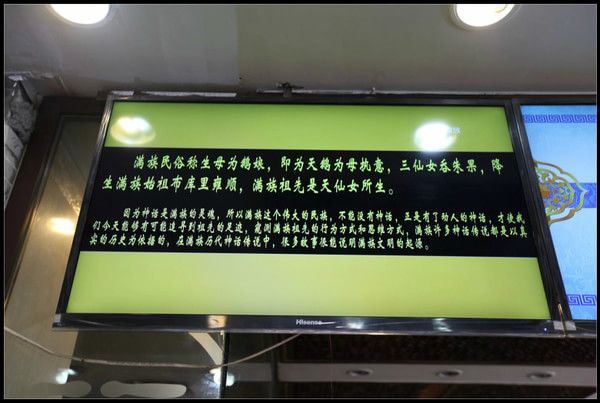 满族民俗称生母为鹅娘，即为天鹅为母执意，三仙女吞朱果，降
生满族始祖布库里雍顺，满族祖先是天仙女所生。
因为神话是满族的灵魂，所以满族这个伟大的民族，不能没有神话，正是有了动人的神话，才使我
们今天能够有可能追寻到祖先的足迹，窥测满族祖先的行为方式和思维方式，满族许多神话传说都是以真
实的历史为依据的，在满族历代神话传说中，很多故事很能说明满族文明的起源。
Hisense